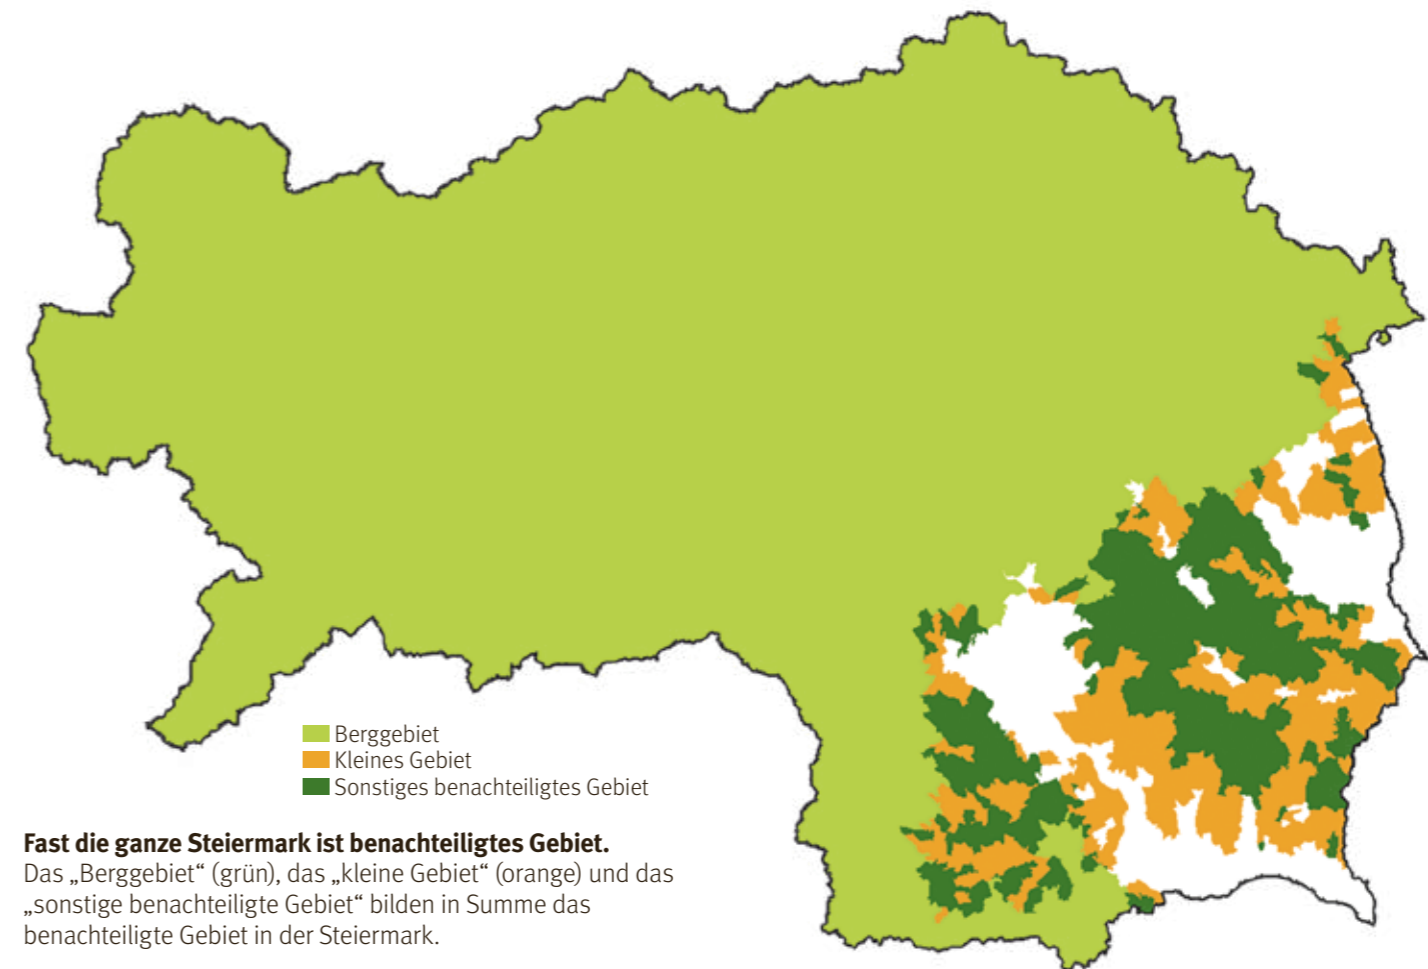 Berggebiet
Kleines Gebiet
Sonstiges benachteiligtes Gebiet
Fast die ganze Steiermark ist benachteiligtes Gebiet.
Das „Berggebiet“ (grün), das „kleine Gebiet“ (orange) und das
„sonstige benachteiligte Gebiet“ bilden in Summe das
benachteiligte Gebiet in der Steiermark.